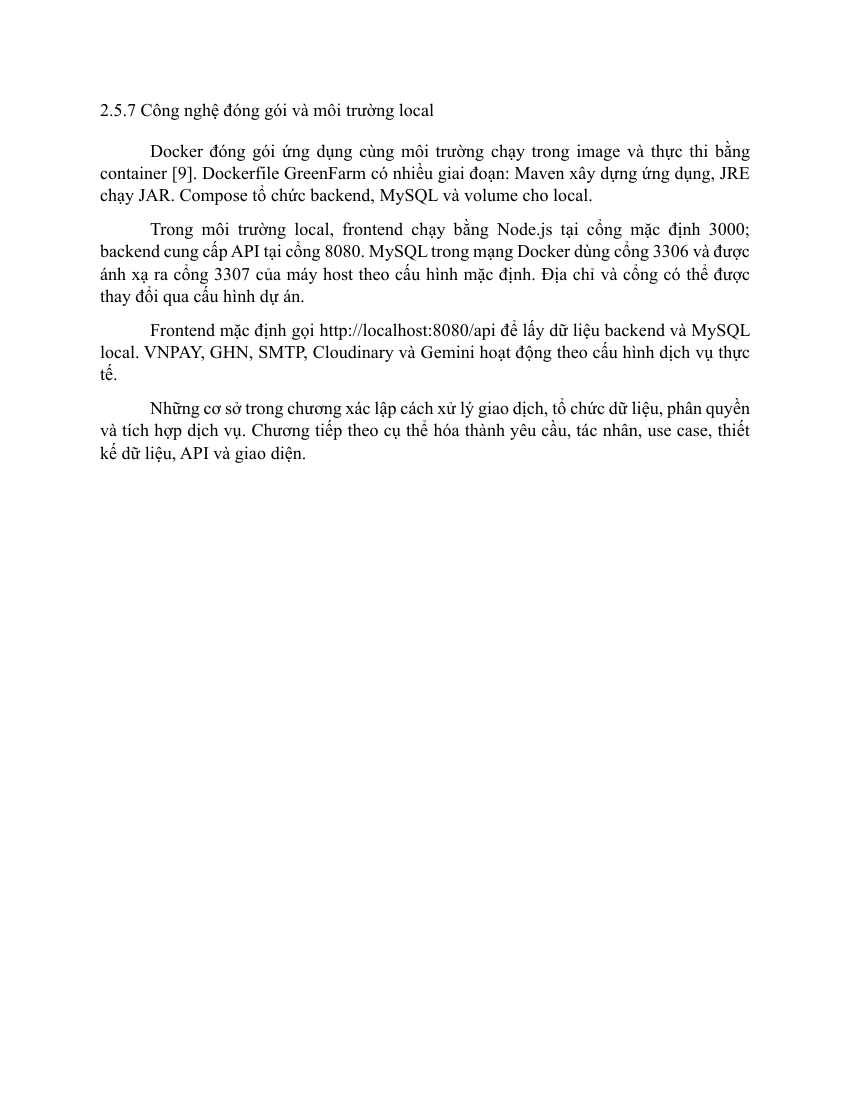 2.5.7 Công nghệ đóng gói và môi trường local
Docker đóng gói ứng dụng cùng môi trường chạy trong image và thực thi bằng
container [9]. Dockerfile GreenFarm có nhiều giai đoạn: Maven xây dựng ứng dụng, JRE
chạy JAR. Compose tổ chức backend, MySQL và volume cho local.
Trong môi trường local, frontend chạy bằng Node.js tại cổng mặc định 3000;
backend cung cấp API tại cổng 8080. MySQL trong mạng Docker dùng cổng 3306 và được
ánh xạ ra cổng 3307 của máy host theo cấu hình mặc định. Địa chỉ và cổng có thể được
thay đổi qua cấu hình dự án.
Frontend mặc định gọi http://localhost:8080/api để lấy dữ liệu backend và MySQL
local. VNPAY, GHN, SMTP, Cloudinary và Gemini hoạt động theo cấu hình dịch vụ thực
tế.
Những cơ sở trong chương xác lập cách xử lý giao dịch, tổ chức dữ liệu, phân quyền
và tích hợp dịch vụ. Chương tiếp theo cụ thể hóa thành yêu cầu, tác nhân, use case, thiết
kế dữ liệu, API và giao diện.